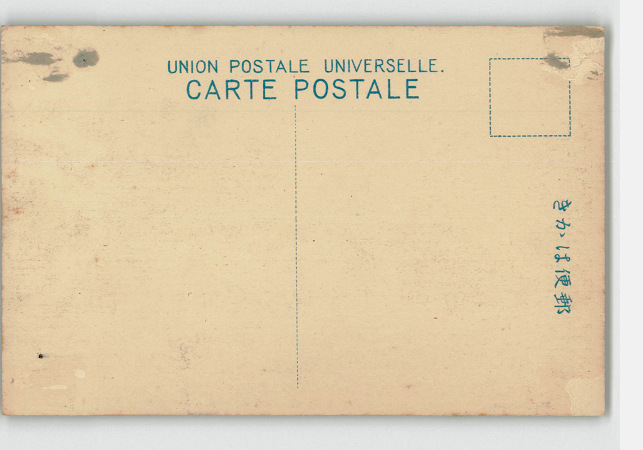 UNION POSTALE UNIVERSELLE.
CARTE POSTALE
きかは便郵